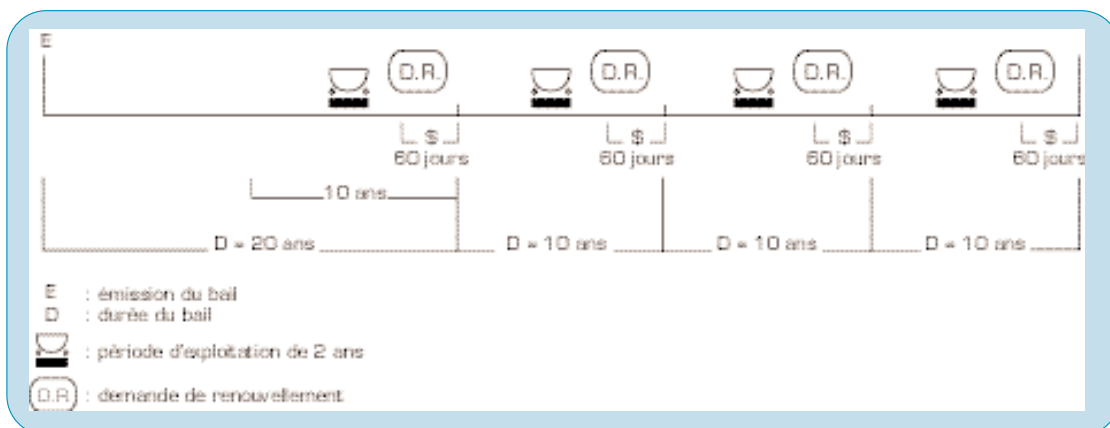 E
D.R. D.R. D.R. D.R.
$ $ $ $
60 jours 60 jours 60 jours 60 jours
10 ans
D = 20 ans D = 10 ans D = 10 ans D = 10 ans
E : émission du bail
D : durée du bail
: période d'exploitation de 2 ans
D.R. : demande de renouvellement